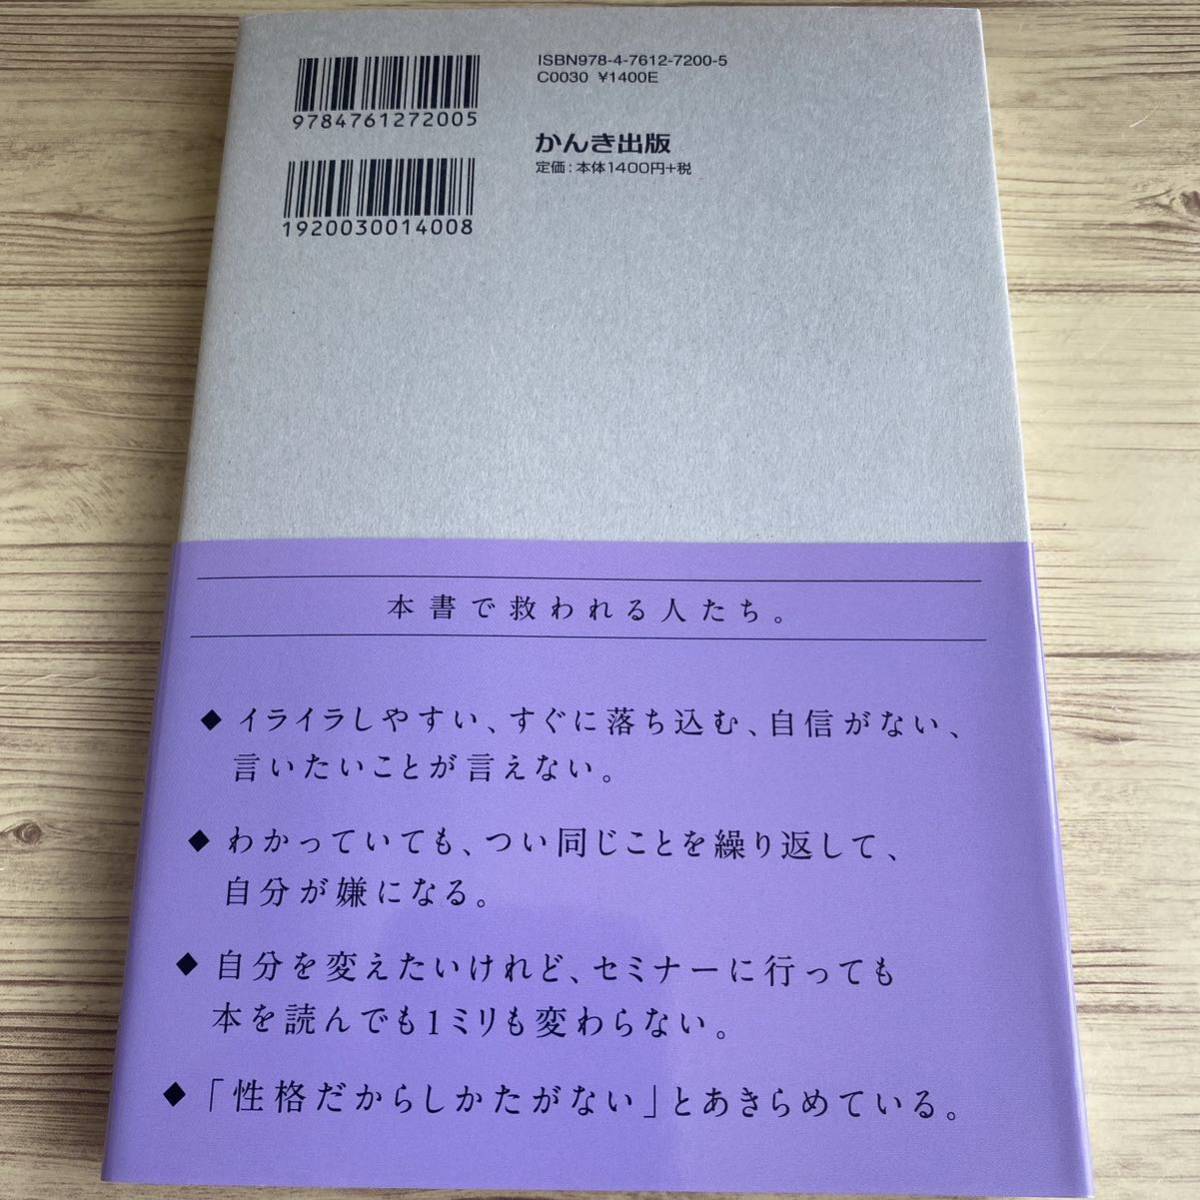 9784761272005
1920030014008
ISBN978-4-7612-7200-5
C0030 ¥1400E
かんき出版
定価:本体1400円+税
本書で救われる人たち。
◆ イライラしやすい、すぐに落ち込む、自信がない、
言いたいことが言えない。
◆ わかっていても、つい同じことを繰り返して、
自分が嫌になる。
◆ 自分を変えたいけれど、セミナーに行っても
本を読んでも1ミリも変わらない。
◆ 「性格だからしかたがない」とあきらめている。